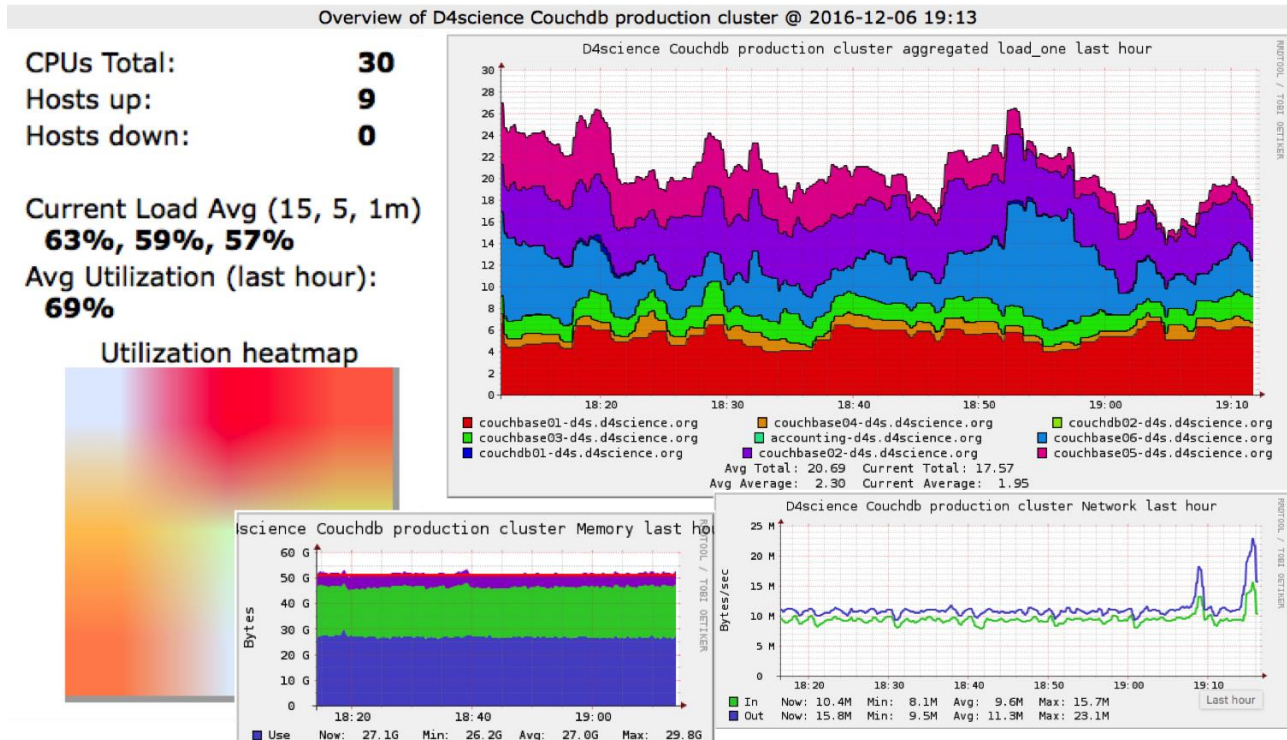 Overview of D4science Couchdb production cluster @ 2016-12-06 19:13
CPUs Total: 30
Hosts up: 9
Hosts down: 0
Current Load Avg (15, 5, 1m)
63%, 59%, 57%
Avg Utilization (last hour):
69%
Utilization heatmap
D4science Couchdb production cluster aggregated load_one last hour
RRDTOOL / TOBI OETIKER
30
28
26
24
22
20
18
16
14
12
10
8
6
4
2
0
18:20 18:30 18:40 18:50 19:00 19:10
couchbase01-d4s.d4science.org couchbase04-d4s.d4science.org couchdb02-d4s.d4science.org
couchbase03-d4s.d4science.org accounting-d4s.d4science.org couchbase06-d4s.d4science.org
couchdb01-d4s.d4science.org couchbase02-d4s.d4science.org couchbase05-d4s.d4science.org
Avg Total: 20.69 Current Total: 17.57
Avg Average: 2.30 Current Average: 1.95
science Couchdb production cluster Memory last ho
RRDTOOL / TOBI OETIKER
Bytes
60 G
50 G
40 G
30 G
20 G
10 G
0
18:20 18:40 19:00
Use Now: 27.1G Min: 26.2G Avg: 27.0G Max: 29.8G
D4science Couchdb production cluster Network last hour
RRDTOOL / TOBI OETIKER
Bytes/sec
25 M
20 M
15 M
10 M
5 M
0
18:20 18:30 18:40 18:50 19:00 19:10
In Now: 10.4M Min: 8.1M Avg: 9.6M Max: 15.7M
Out Now: 15.8M Min: 9.5M Avg: 11.3M Max: 23.1M
Last hour